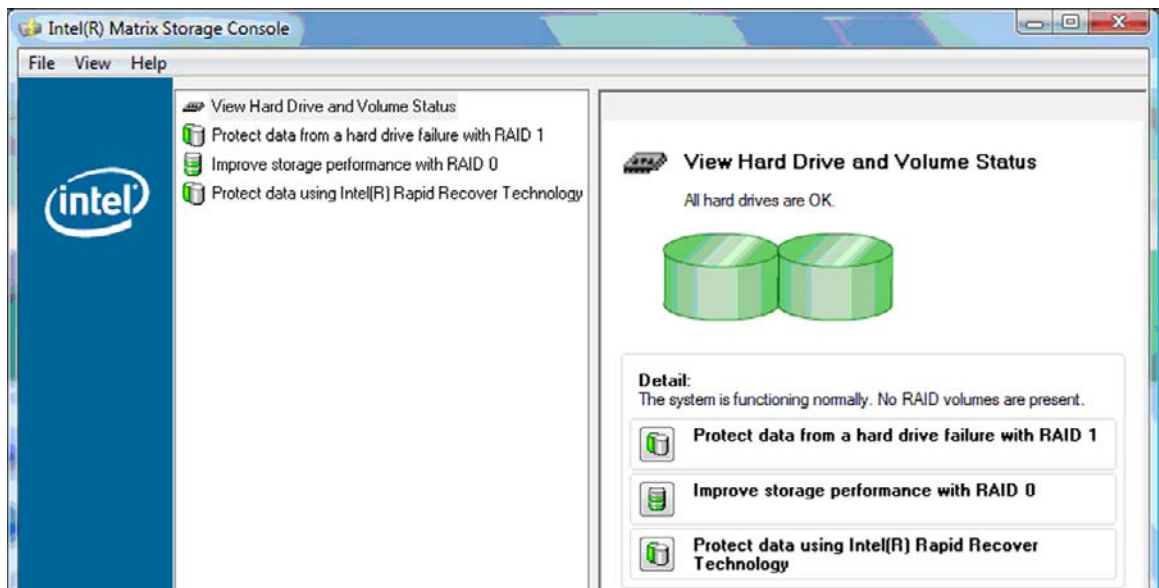 Intel(R) Matrix Storage Console
File View Help
intel
View Hard Drive and Volume Status
Protect data from a hard drive failure with RAID 1
Improve storage performance with RAID 0
Protect data using Intel(R) Rapid Recover Technology
View Hard Drive and Volume Status
All hard drives are OK.
Detail:
The system is functioning normally. No RAID volumes are present.
Protect data from a hard drive failure with RAID 1
Improve storage performance with RAID 0
Protect data using Intel(R) Rapid Recover
Technology